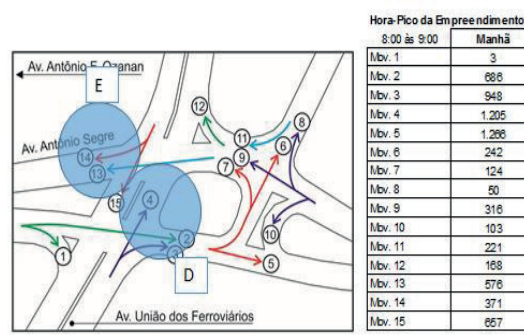 Hora-Pico da Empreendimento
8:00 às 9:00 Manhã
Mov. 1 3
Mov. 2 686
Mov. 3 948
Mov. 4 1.205
Mov. 5 1.266
Mov. 6 242
Mov. 7 124
Mov. 8 50
Mov. 9 316
Mov. 10 103
Mov. 11 221
Mov. 12 168
Mov. 13 576
Mov. 14 371
Mov. 15 657
Av. Antônio F. Ozanan
E
Av. Antônio Segre
12
11
8
6
9
7
14
13
15
4
10
2
3
1
5
D
Av. União dos Ferroviários